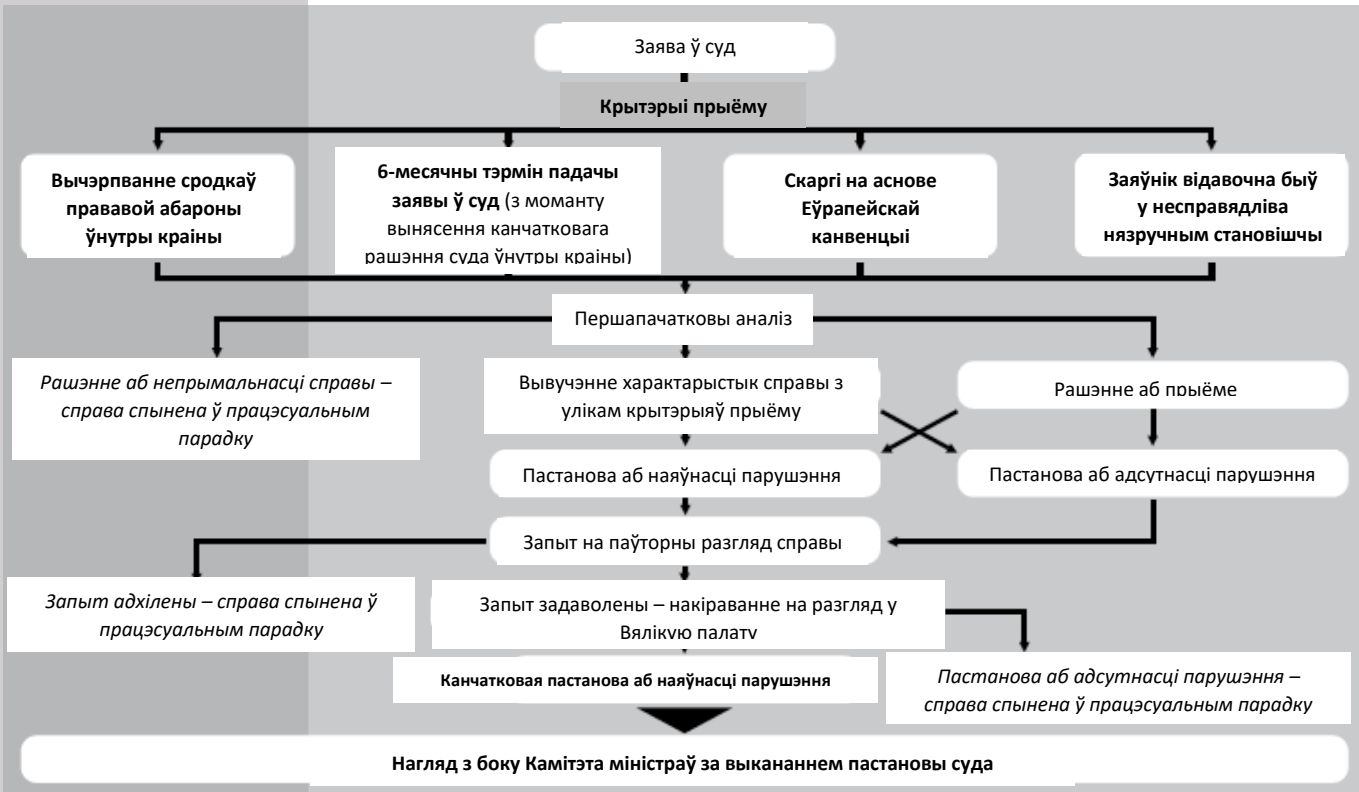 Заява ў суд
Крытэрыі прыёму
Вычэрпванне сродкаў
прававой абароны
ўнутры краіны
6-месячны тэрмін падачы
заявы ў суд (з моманту
вынясення канчатковага
рашэння суда ўнутры краіны)
Скаргі на аснове
Еўрапейскай
канвенцыі
Заяўнік відавочна быў
у несправядліва
нязручным становішчы
Першапачатковы аналіз
Рашэнне аб непрымальнасці справы –
справа спынена ў працэсуальным
парадку
Вывучэнне характарыстык справы з
улікам крытэрыяў прыёму
Рашэнне аб прыёме
Пастанова аб наяўнасці парушэння
Пастанова аб адсутнасці парушэння
Запыт на паўторны разгляд справы
Запыт адхілены – справа спынена ў
працэсуальным парадку
Запыт задаволены – накіраванне на разгляд у
Вялікую палату
Канчатковая пастанова аб наяўнасці парушэння
Пастанова аб адсутнасці парушэння –
справа спынена ў працэсуальным парадку
Нагляд з боку Камітэта міністраў за выкананнем пастановы суда